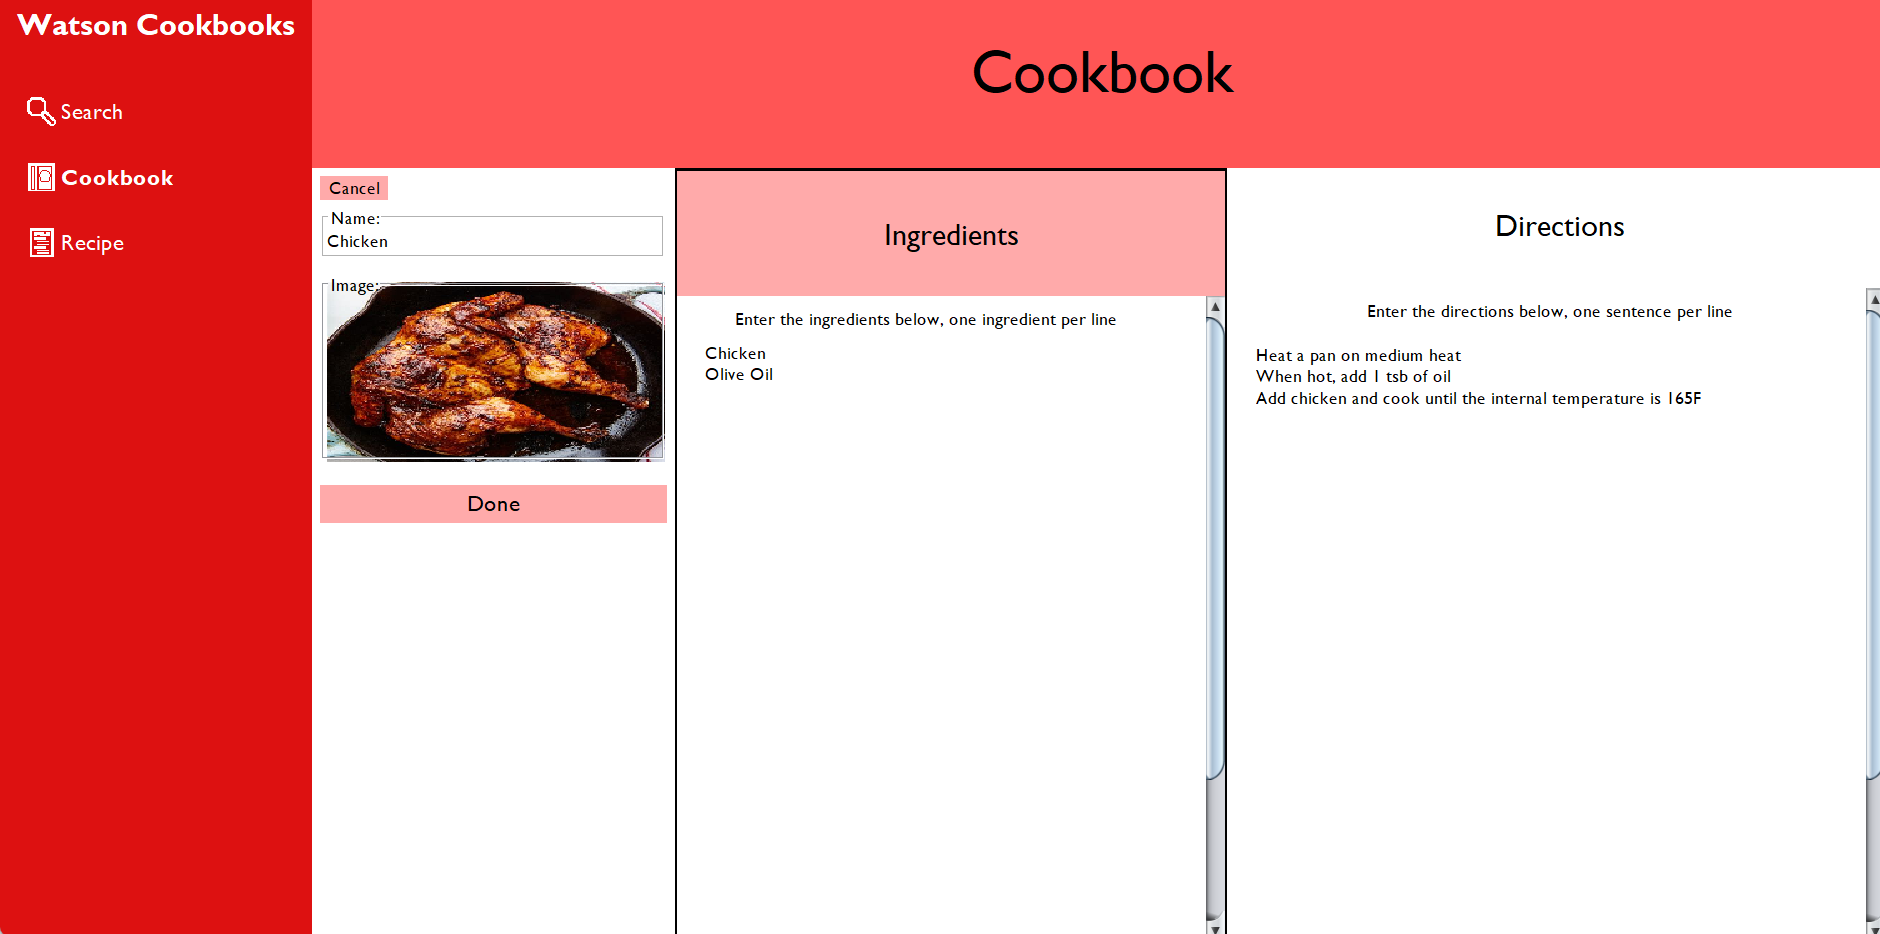 Watson Cookbooks
Search
Cookbook
Recipe
Cookbook
Cancel
Name:
Chicken
Image:
Done
Ingredients
Enter the ingredients below, one ingredient per line
Chicken
Olive Oil
Directions
Enter the directions below, one sentence per line
Heat a pan on medium heat
When hot, add 1 tsb of oil
Add chicken and cook until the internal temperature is 165F